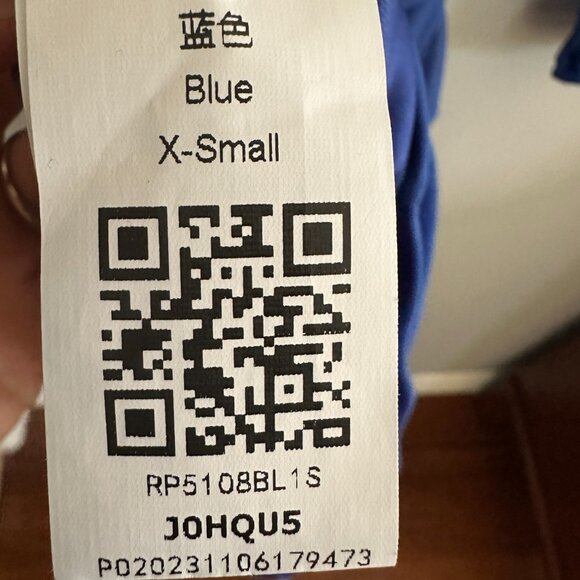 蓝色
Blue
X-Small
RP5108BL1S
J0HQU5
P020231106179473